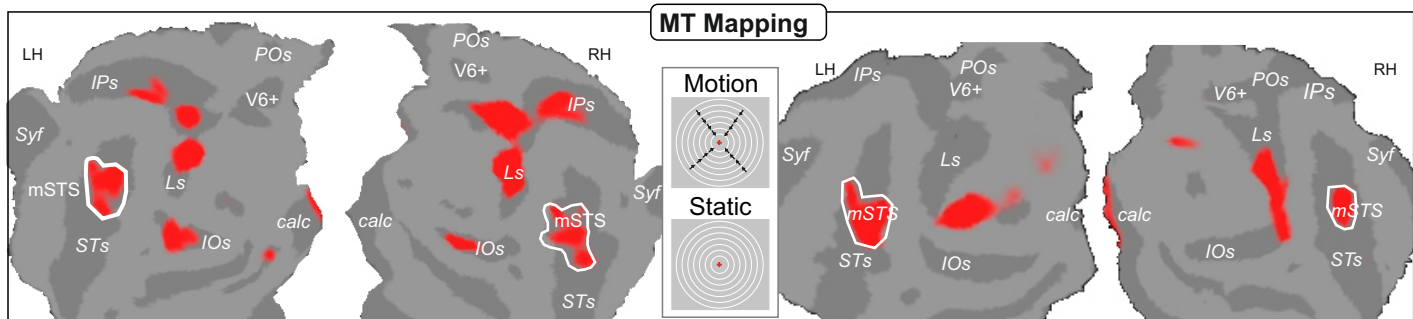 MT Mapping
LH
POs
IPs
V6+
Syf
mSTS
Ls
calc
STs
IOs
POs
RH
V6+
IPs
Ls
Syf
mSTS
calc
IOs
STs
Motion
Static
LH
IPs
POs
V6+
Syf
Ls
mSTS
calc
STs
IOs
V6+
POs
RH
IPs
Ls
Syf
calc
mSTS
IOs
STs